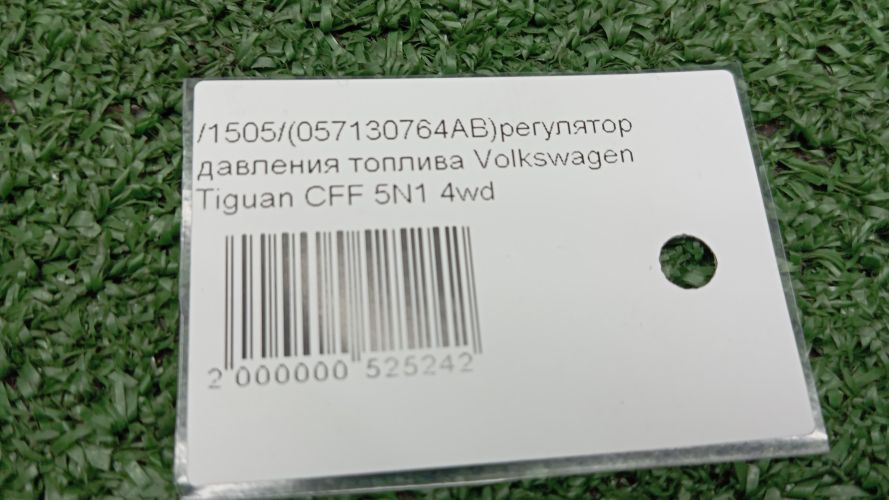 /1505/(057130764AB)регулятор
давления топлива Volkswagen
Tiguan CFF 5N1 4wd
2 000000 525242